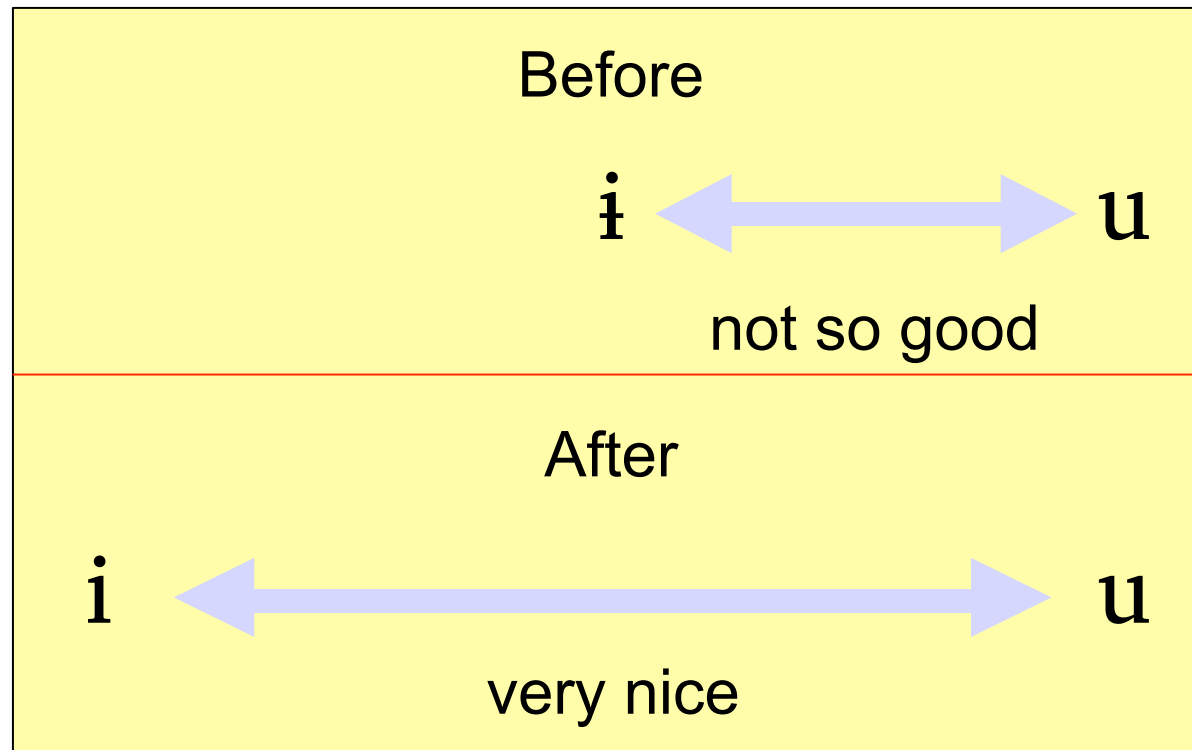 Before
ɨ u
not so good
After
i u
very nice